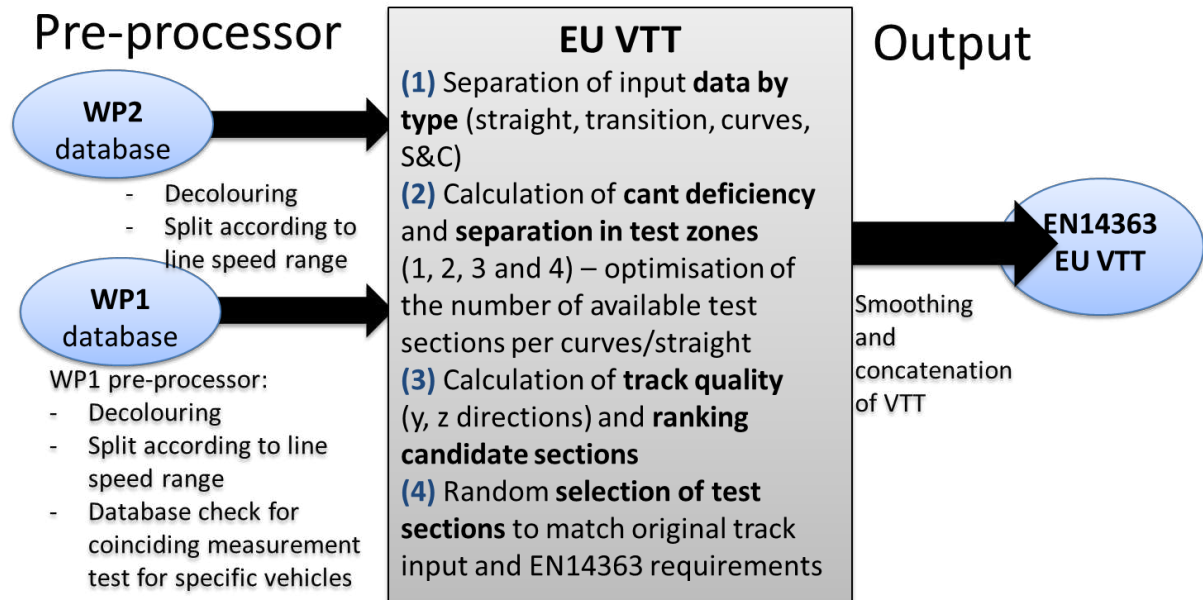 Pre-processor
WP2
database
- Decolouring
- Split according to
line speed range
WP1
database
WP1 pre-processor:
- Decolouring
- Split according to line
speed range
- Database check for
coinciding measurement
test for specific vehicles
EU VTT
(1) Separation of input data by
type (straight, transition, curves,
S&C)
(2) Calculation of cant deficiency
and separation in test zones
(1, 2, 3 and 4) – optimisation of
the number of available test
sections per curves/straight
(3) Calculation of track quality
(y, z directions) and ranking
candidate sections
(4) Random selection of test
sections to match original track
input and EN14363 requirements
Output
EN14363
EU VTT
Smoothing
and
concatenation
of VTT